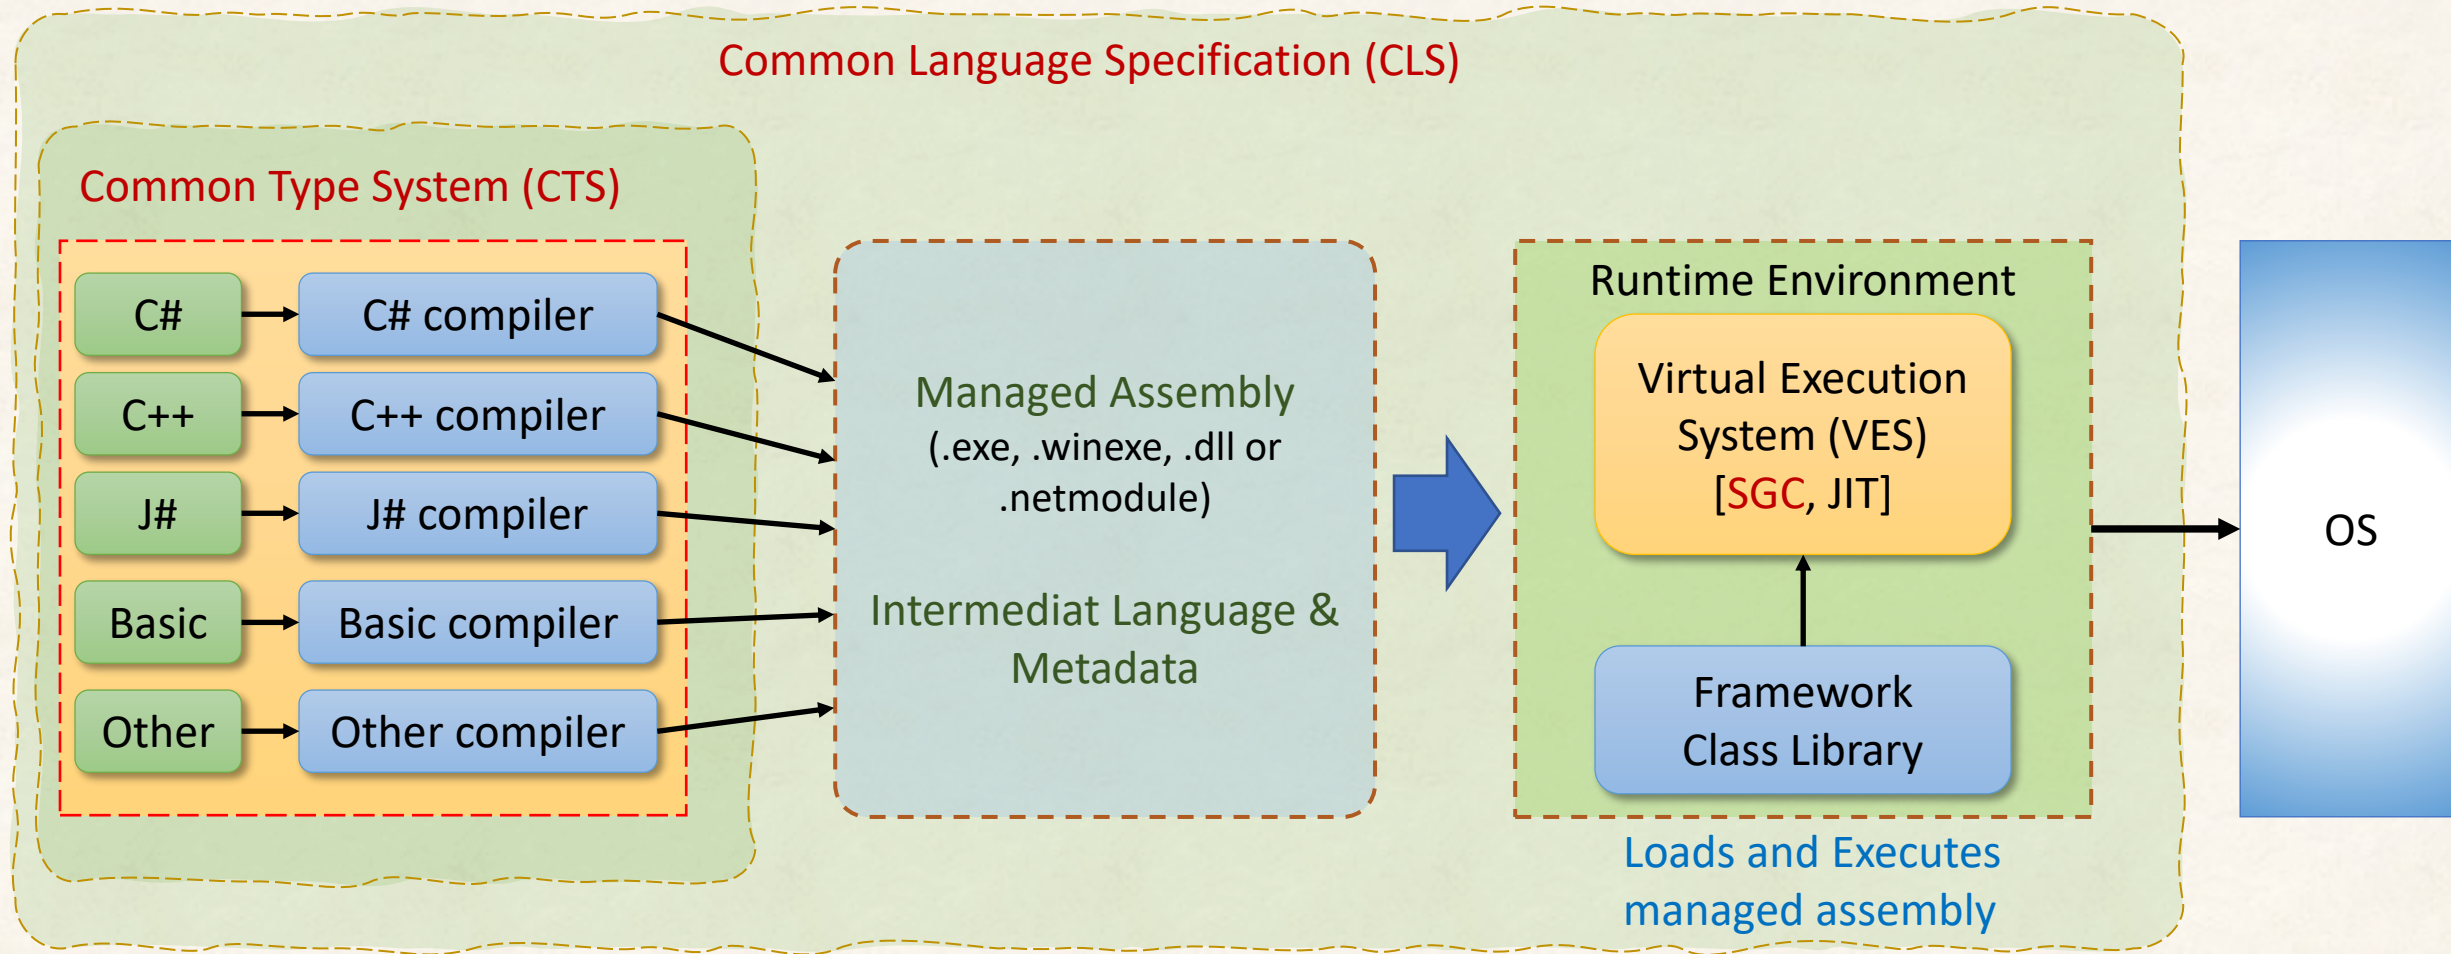 Common Language Specification (CLS)
Common Type System (CTS)
C#
C# compiler
C++
C++ compiler
J#
J# compiler
Basic
Basic compiler
Other
Other compiler
Managed Assembly
(.exe, .winexe, .dll or
.netmodule)
Intermediat Language &
Metadata
Runtime Environment
Virtual Execution
System (VES)
[SGC, JIT]
Framework
Class Library
Loads and Executes
managed assembly
OS